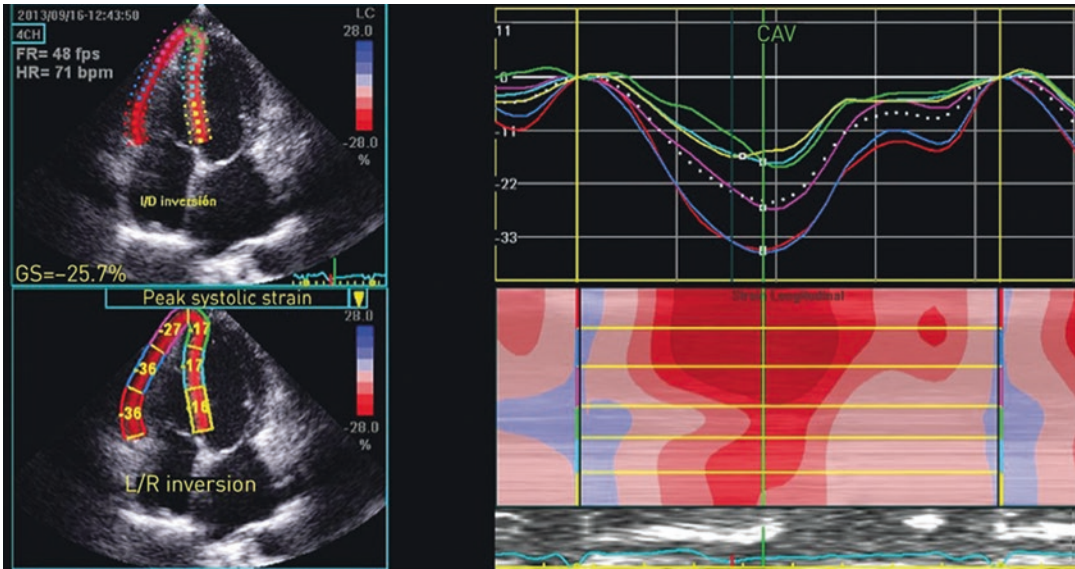 2013/09/16-12:43:50
4CH
FR= 48 fps
HR= 71 bpm
LC
28.0
-28.0
%
I/D inversión
GS=-25.7%
Peak systolic strain
28.0
-28.0
%
-27
-17
-36
-17
-36
-16
L/R inversion
CAV
11
0
-11
-22
-33
Strain Longitudinal